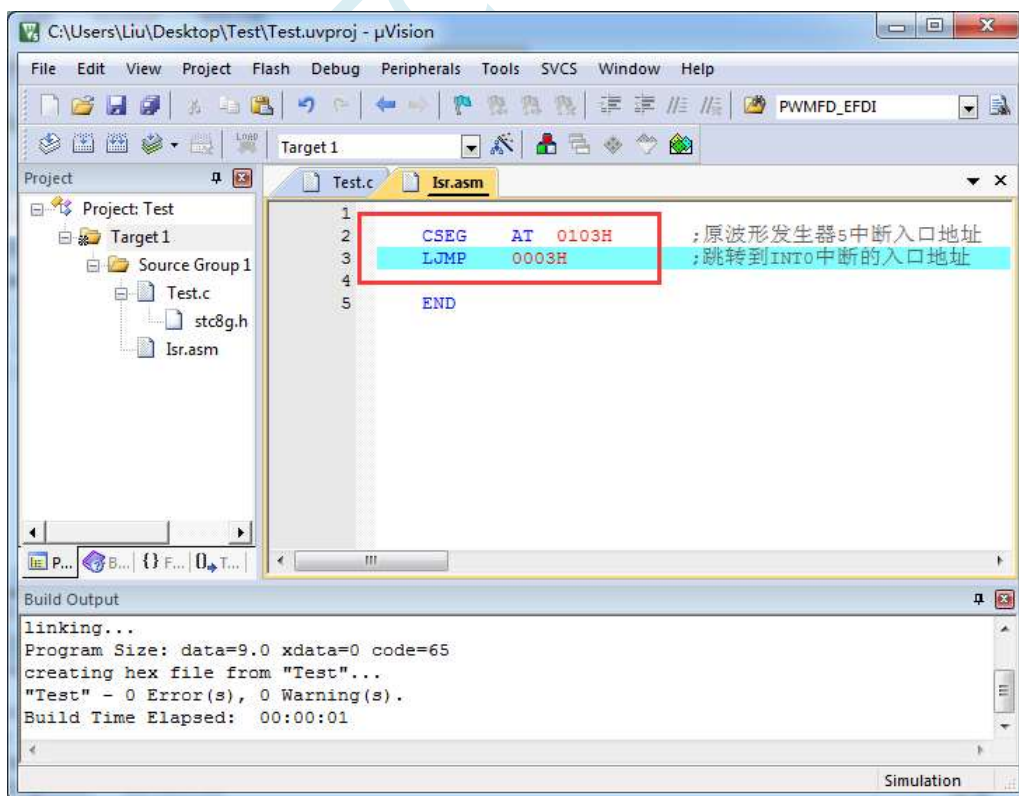 C:\Users\Liu\Desktop\Test\Test.uvproj - µVision
File Edit View Project Flash Debug Peripherals Tools SVCS Window Help
PWMFD_EFDI
LOAD Target 1
Project
Project: Test
Target 1
Source Group 1
Test.c
stc8g.h
Isr.asm
P... B... {} F... 0 T...
Test.c Isr.asm
1
2 CSEG AT 0103H ;原波形发生器5中断入口地址
3 LJMP 0003H ;跳转到INT0中断的入口地址
4
5 END
Build Output
linking...
Program Size: data=9.0 xdata=0 code=65
creating hex file from "Test"...
"Test" - 0 Error(s), 0 Warning(s).
Build Time Elapsed: 00:00:01
Simulation